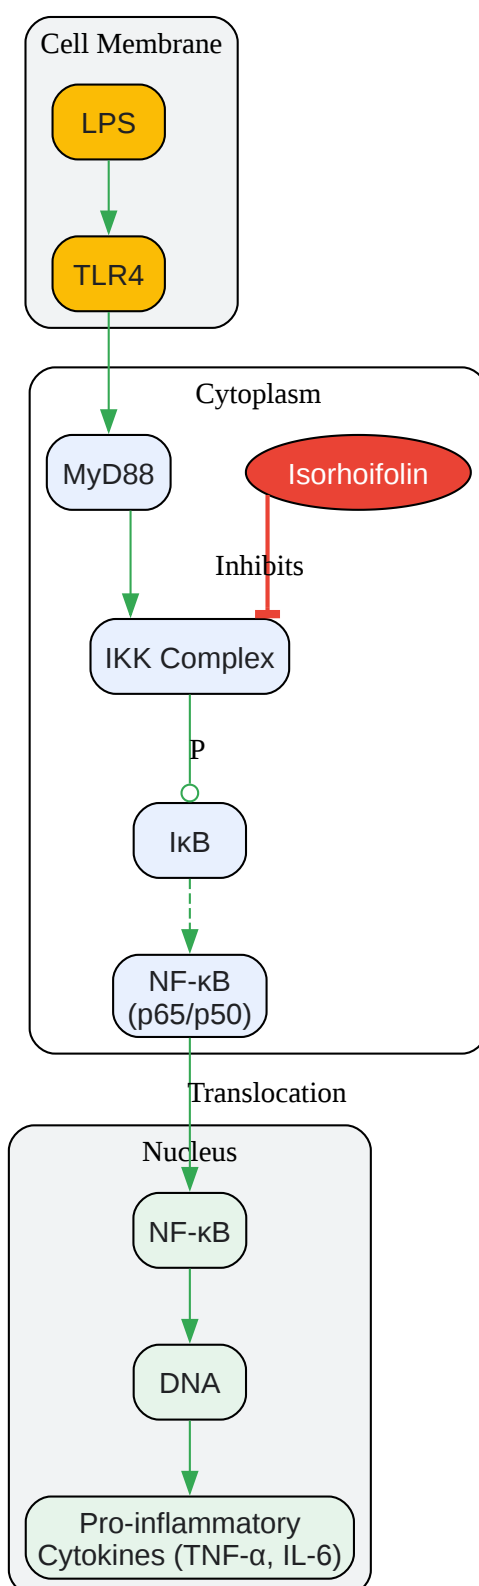 Cell Membrane
LPS
TLR4
Cytoplasm
MyD88
Isorhoifolin
Inhibits
IKK Complex
P
IκB
NF-κB
(p65/p50)
Translocation
Nucleus
NF-κB
DNA
Pro-inflammatory
Cytokines (TNF-α, IL-6)